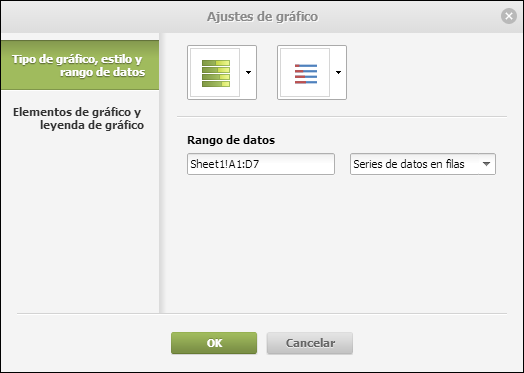 Ajustes de gráfico
Tipo de gráfico, estilo y
rango de datos
Elementos de gráfico y
leyenda de gráfico
Rango de datos
Sheet1!A1:D7
Series de datos en filas
OK
Cancelar